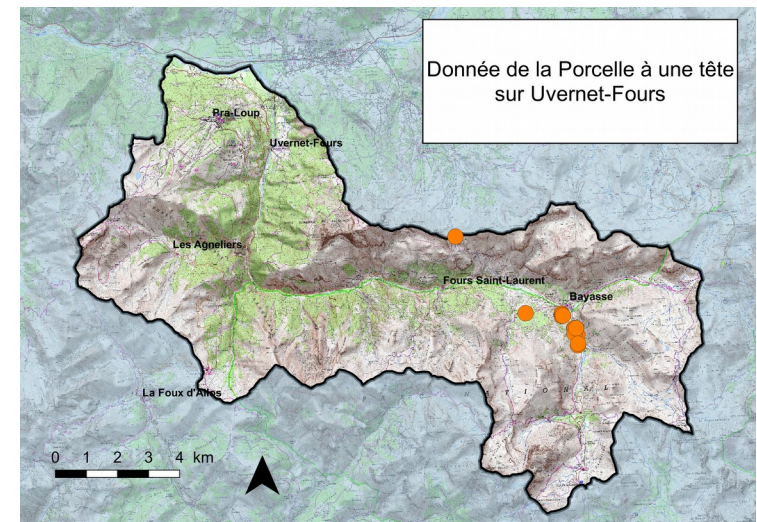 Donnée de la Porcelle à une tête
sur Uvernet-Fours
Pra-Loup
Uvernet-Fours
Les Agneliers
Fours Saint-Laurent
Bayasse
La Foux d'Allos
0 1 2 3 4 km